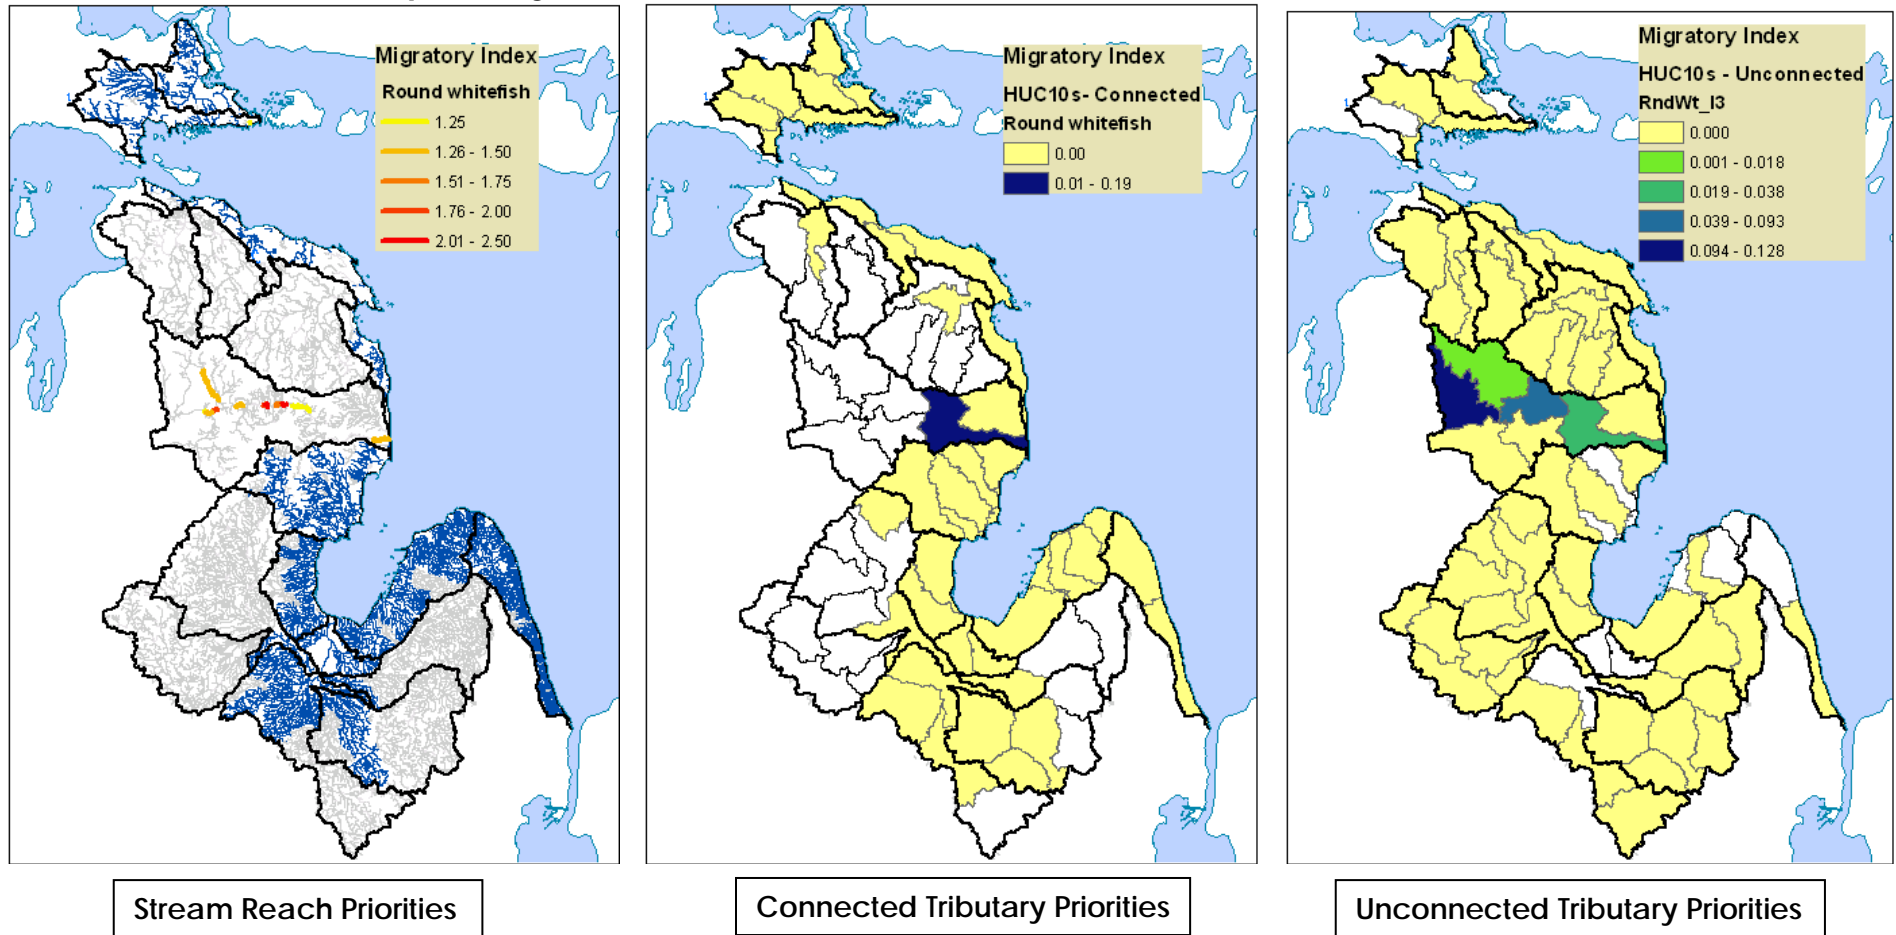 Migratory Index
Round whitefish
1.25
1.26 - 1.50
1.51 - 1.75
1.76 - 2.00
2.01 - 2.50
Stream Reach Priorities
Migratory Index
HUC10s- Connected
Round whitefish
0.00
0.01 - 0.19
Connected Tributary Priorities
Migratory Index
HUC10s - Unconnected
RndWt_I3
0.000
0.001 - 0.018
0.019 - 0.038
0.039 - 0.093
0.094 - 0.128
Unconnected Tributary Priorities